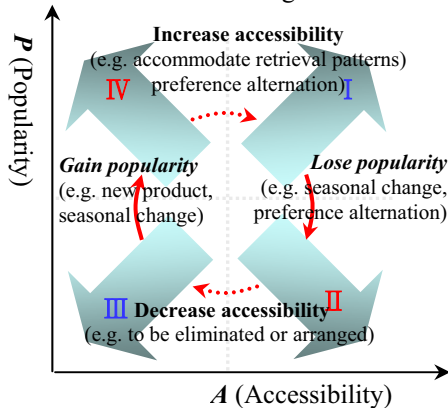 P (Popularity)
Increase accessibility
(e.g. accommodate retrieval patterns)
preference alternation)
Ⅳ
Ⅰ
Gain popularity
(e.g. new product,
seasonal change)
Lose popularity
(e.g. seasonal change,
preference alternation)
Ⅲ
Ⅱ
Decrease accessibility
(e.g. to be eliminated or arranged)
A (Accessibility)